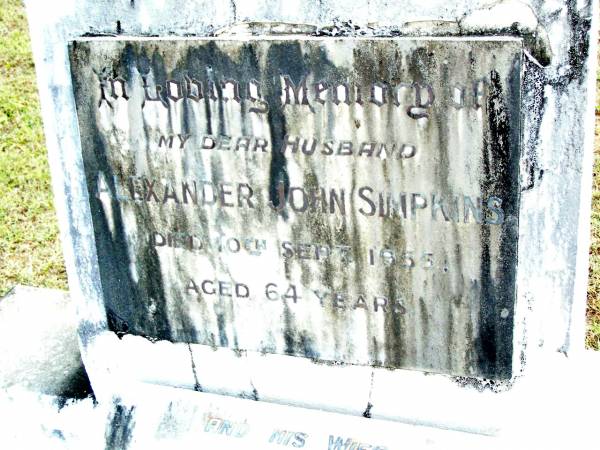 In Loving Memory of
MY DEAR HUSBAND
ALEXANDER JOHN SIMPKINS
DIED 10TH SEPT. 1955,
AGED 64 YEARS
AND HIS WIFE